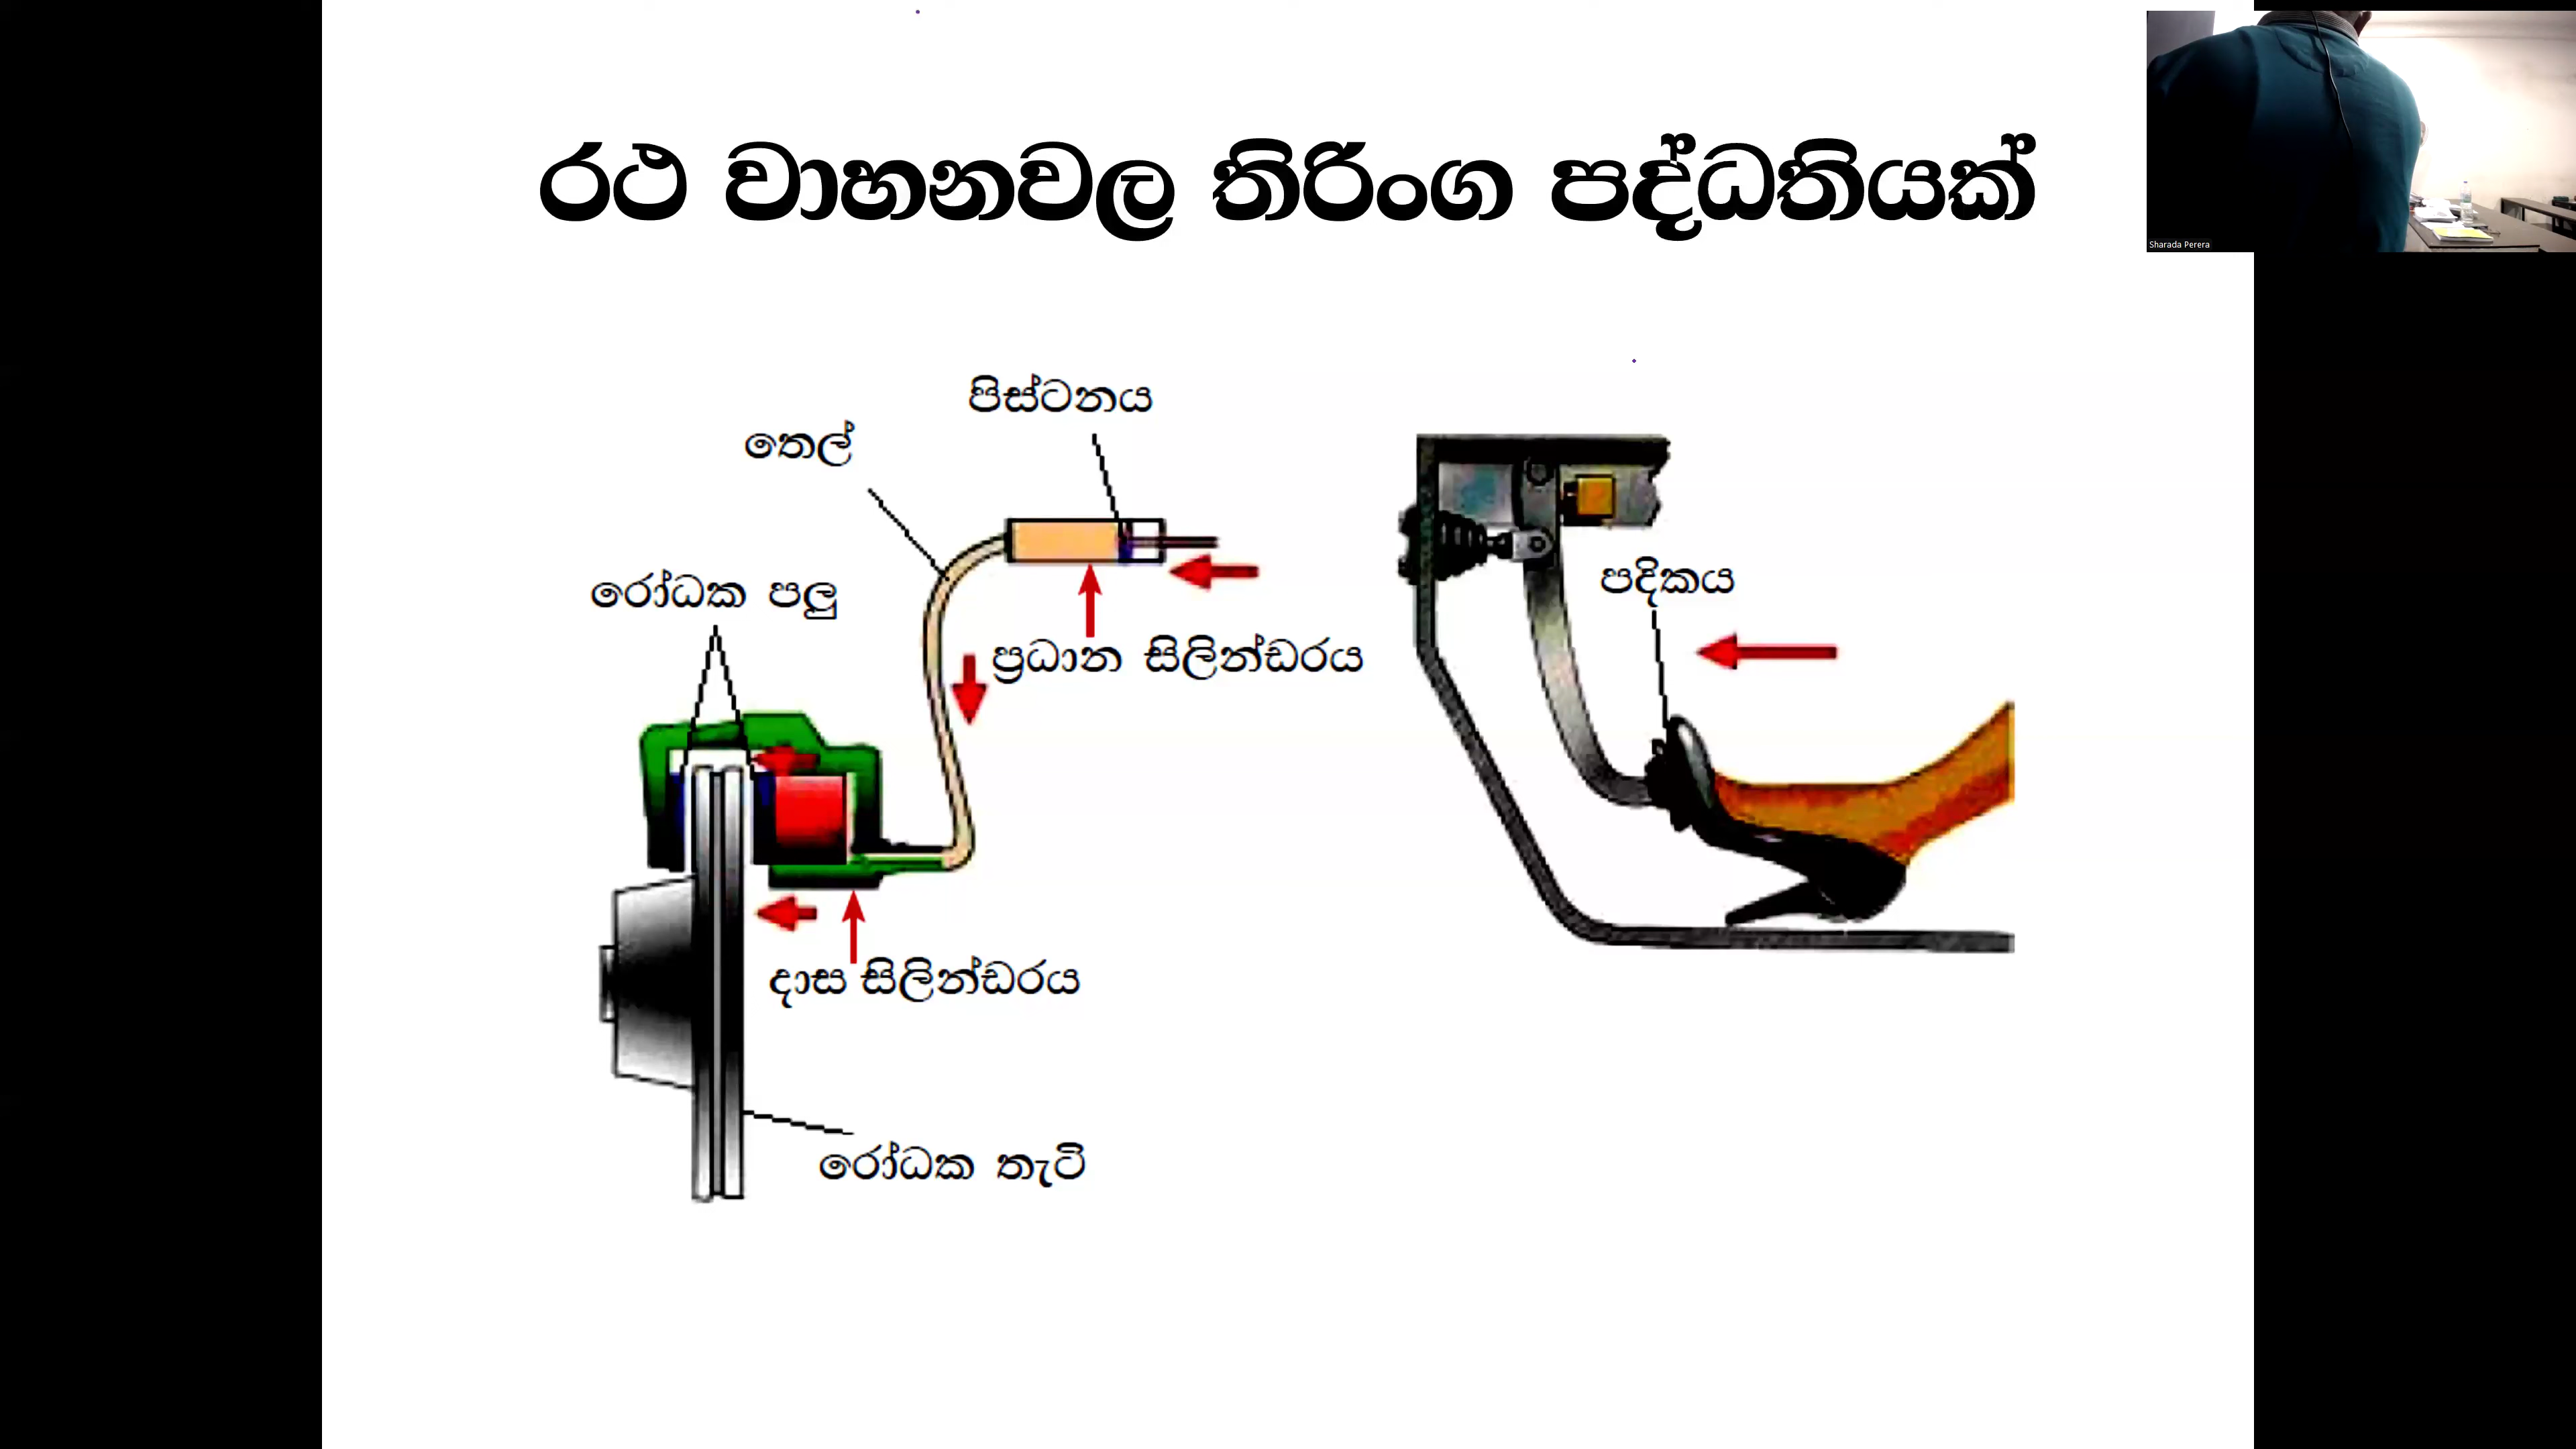 රථ වාහනවල තිරිංග පද්ධතියක්
Sharada Perera
පිස්ටනය
තෙල්
රෝධක පලු
පදිකය
ප්‍රධාන සිලින්ඩරය
දාස සිලින්ඩරය
රෝධක තැටි